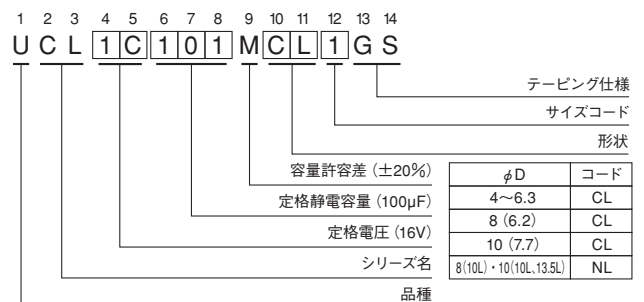 1 2 3 4 5 6 7 8 9 10 11 12 13 14
U C L 1 C 1 0 1 M C L 1 G S
テーピング仕様
サイズコード
形状
容量許容差（±20％）
定格静電容量（100μF）
定格電圧（16V）
シリーズ名
品種
φD コード
4～6.3 CL
8 (6.2) CL
10 (7.7) CL
8(10L)・10(10L、13.5L) NL